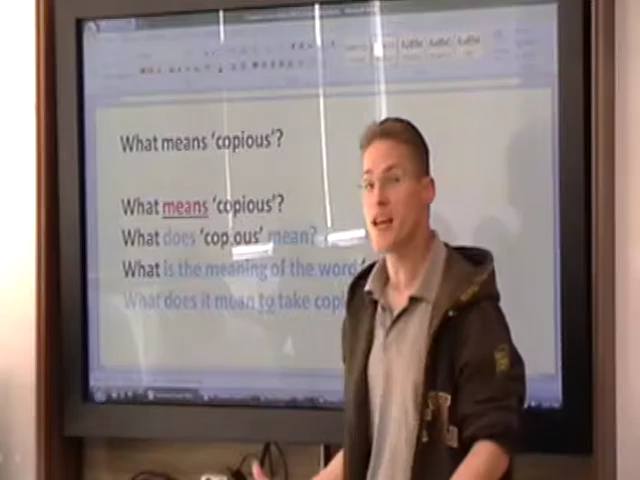 What means 'copious'?
What means 'copious'?
What does 'copious' mean?
What is the meaning of the word
What does it mean to take